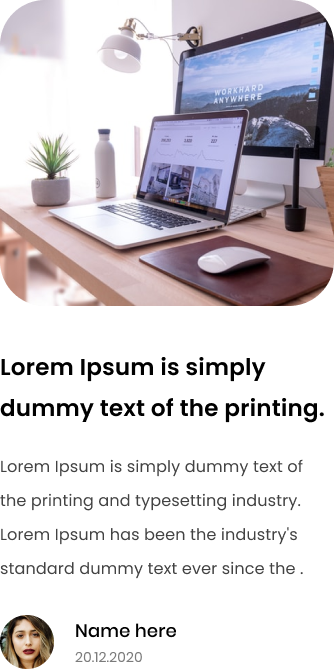 WORKHARD
ANYWHERE
Lorem Ipsum is simply
dummy text of the printing.
Lorem Ipsum is simply dummy text of
the printing and typesetting industry.
Lorem Ipsum has been the industry's
standard dummy text ever since the .
Name here
20.12.2020